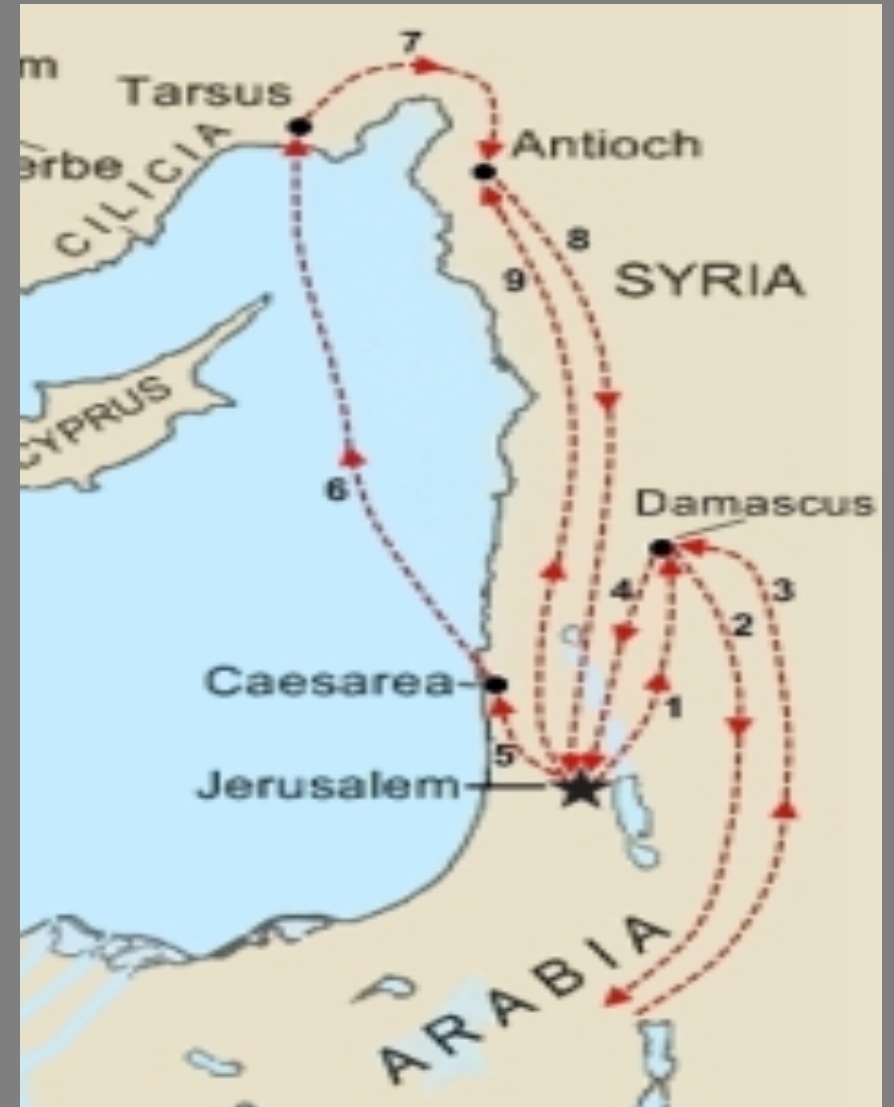 7
m
Tarsus
Antioch
erbe
CILICIA
8
9
SYRIA
CYPRUS
6
Damascus
4
3
2
Caesarea
1
5
Jerusalem
ARABIA